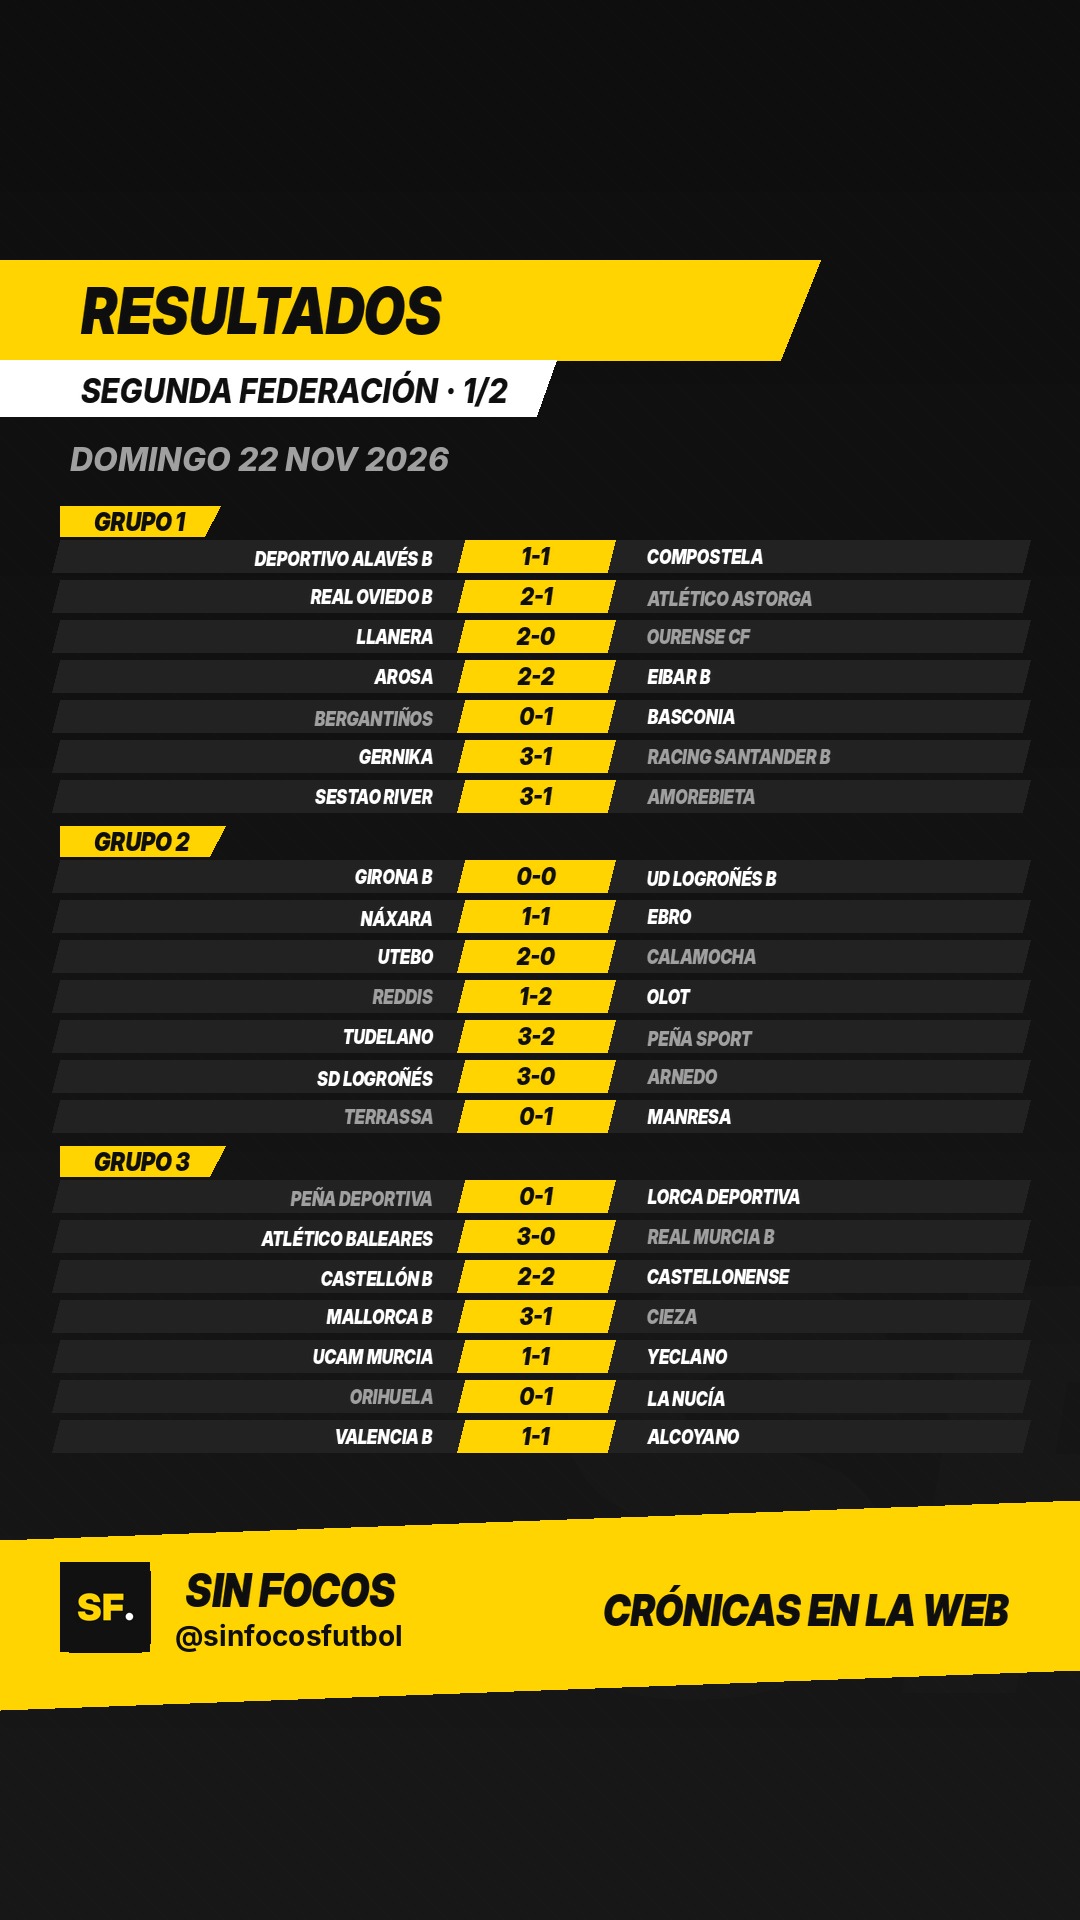 RESULTADOS
SEGUNDA FEDERACIÓN · 1/2
DOMINGO 22 NOV 2026
GRUPO 1
DEPORTIVO ALAVÉS B 1-1 COMPOSTELA
REAL OVIEDO B 2-1 ATLÉTICO ASTORGA
LLANERA 2-0 OURENSE CF
AROSA 2-2 EIBAR B
BERGANTIÑOS 0-1 BASCONIA
GERNIKA 3-1 RACING SANTANDER B
SESTAO RIVER 3-1 AMOREBIETA
GRUPO 2
GIRONA B 0-0 UD LOGROÑÉS B
NÁXARA 1-1 EBRO
UTEBO 2-0 CALAMOCHA
REDDIS 1-2 OLOT
TUDELANO 3-2 PEÑA SPORT
SD LOGROÑÉS 3-0 ARNEDO
TERRASSA 0-1 MANRESA
GRUPO 3
PEÑA DEPORTIVA 0-1 LORCA DEPORTIVA
ATLÉTICO BALEARES 3-0 REAL MURCIA B
CASTELLÓN B 2-2 CASTELLONENSE
MALLORCA B 3-1 CIEZA
UCAM MURCIA 1-1 YECLANO
ORIHUELA 0-1 LA NUCÍA
VALENCIA B 1-1 ALCOYANO
SF.
SIN FOCOS
@sinfocosfutbol
CRÓNICAS EN LA WEB